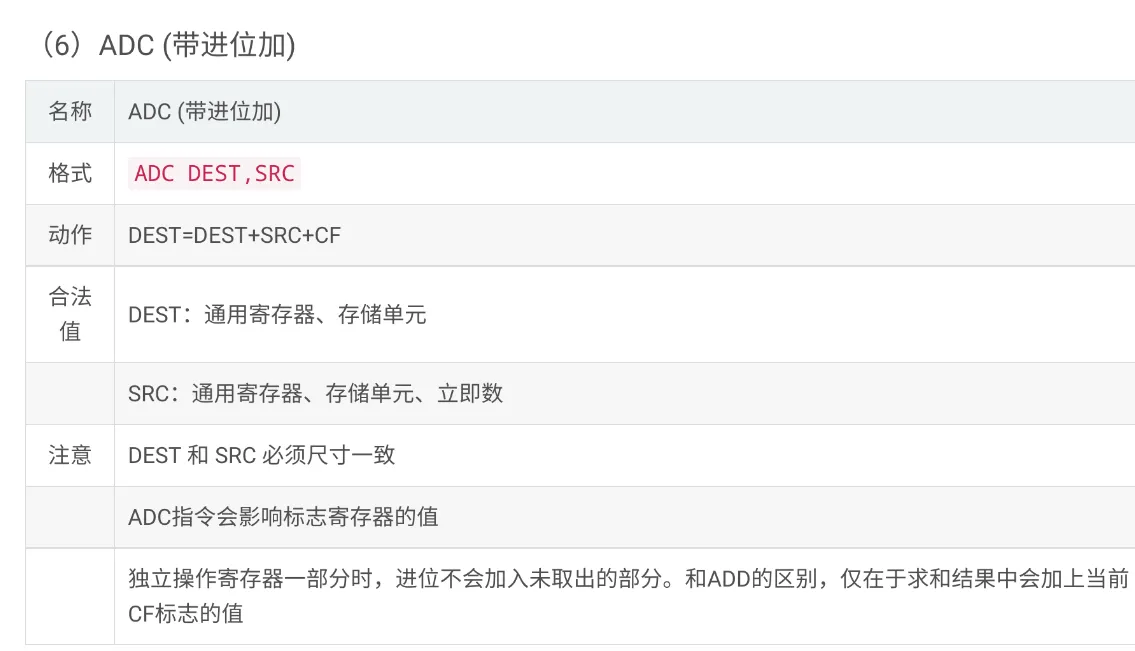 （6）ADC (带进位加)
名称 ADC (带进位加)
格式 ADC DEST,SRC
动作 DEST=DEST+SRC+CF
合法
值
DEST：通用寄存器、存储单元
SRC：通用寄存器、存储单元、立即数
注意 DEST 和 SRC 必须尺寸一致
ADC指令会影响标志寄存器的值
独立操作寄存器一部分时，进位不会加入未取出的部分。和ADD的区别，仅在于求和结果中会加上当前
CF标志的值